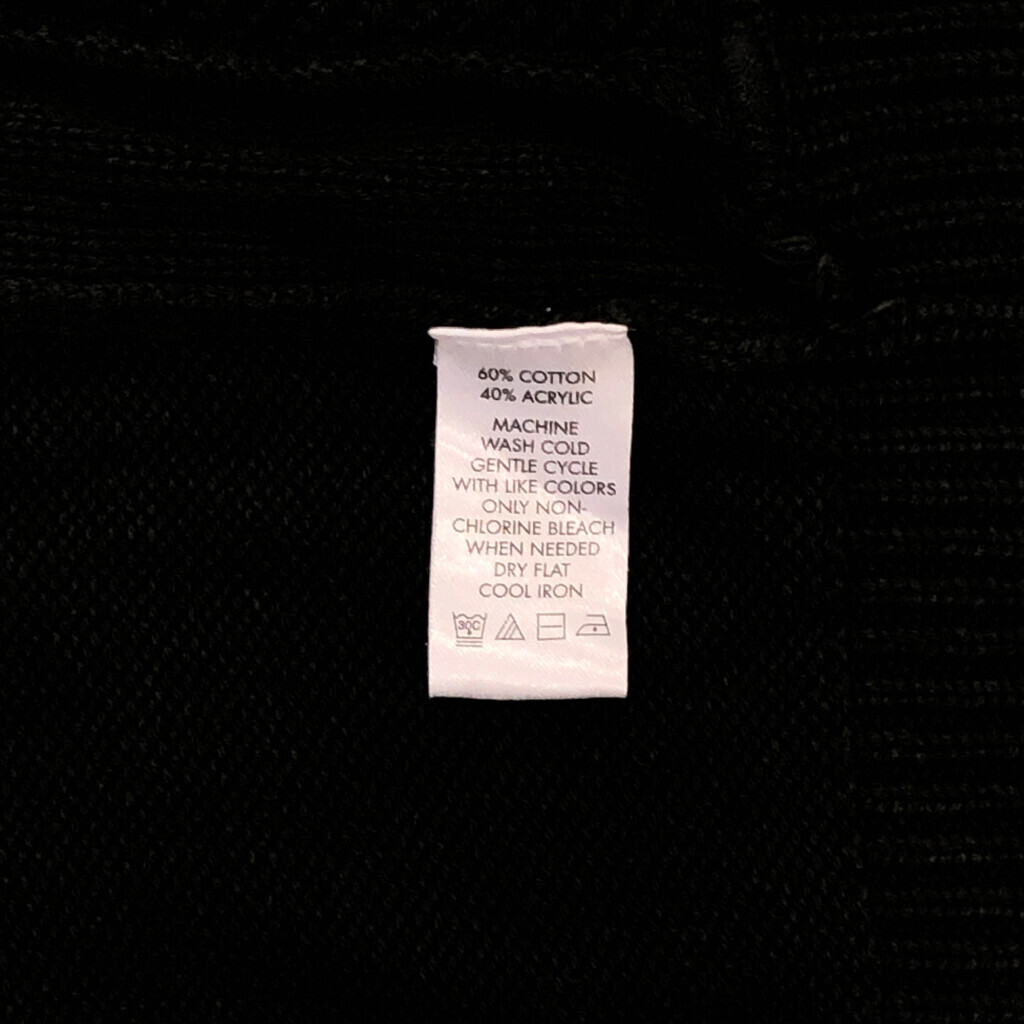 60% COTTON
40% ACRYLIC
MACHINE
WASH COLD
GENTLE CYCLE
WITH LIKE COLORS
ONLY NON-
CHLORINE BLEACH
WHEN NEEDED
DRY FLAT
COOL IRON
30C